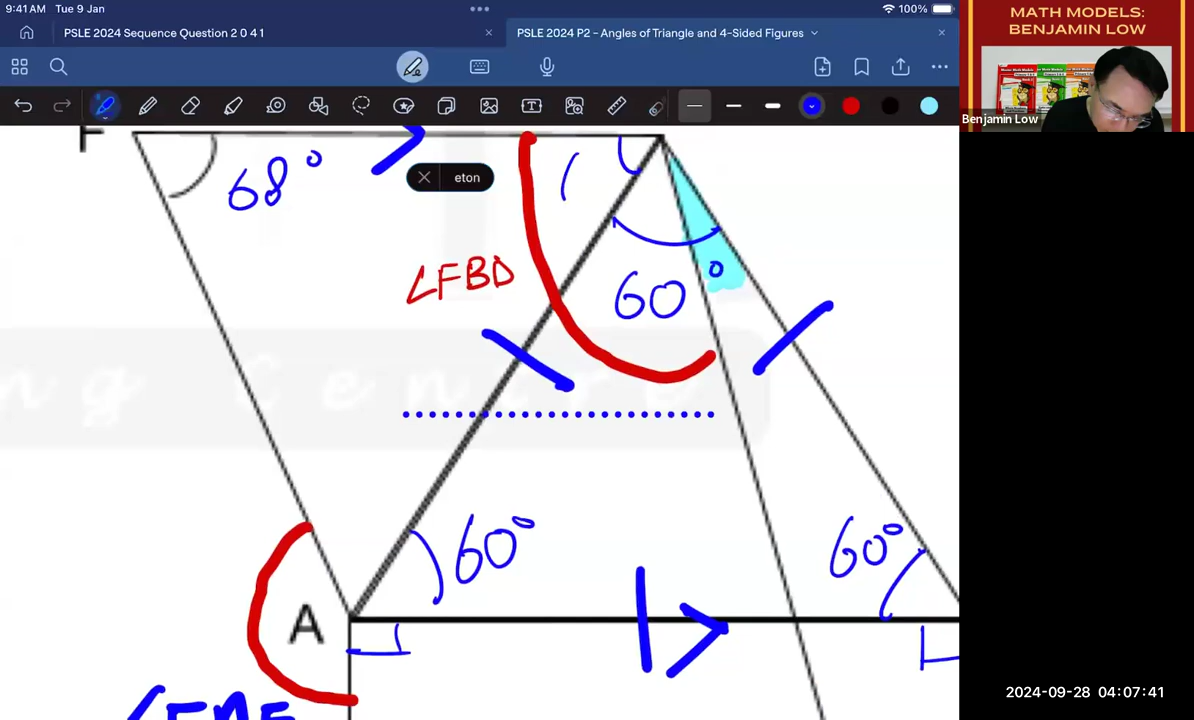 9:41 AM Tue 9 Jan
100%
PSLE 2024 Sequence Question 2 0 4 1
PSLE 2024 P2 - Angles of Triangle and 4-Sided Figures
MATH MODELS:
BENJAMIN LOW
Benjamin Low
F
68°
eton
∠FBD
60°
ng Centre
60°
60°
A
2024-09-28 04:07:41